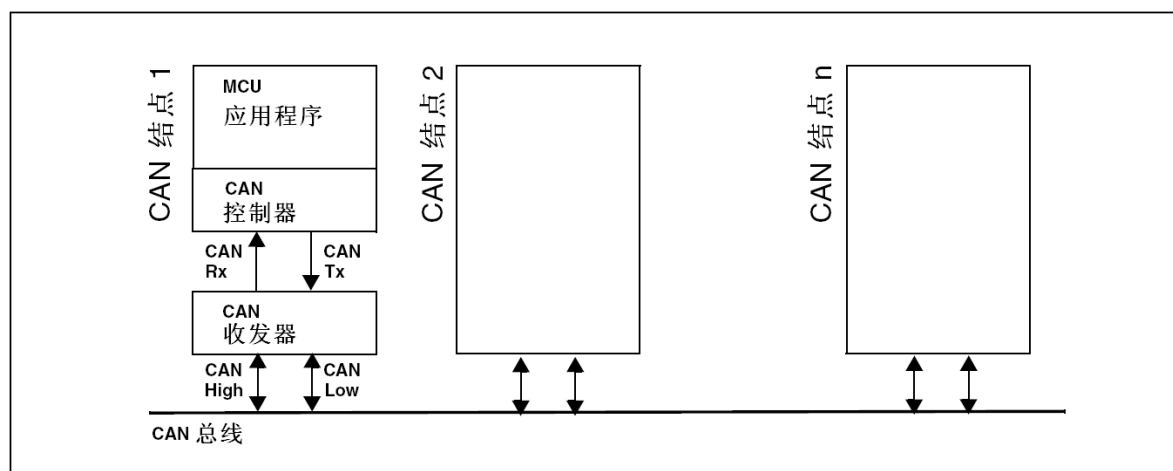 CAN 结点 1
MCU
应用程序
CAN
控制器
CAN
Rx
CAN
Tx
CAN
收发器
CAN
High
CAN
Low
CAN 结点 2
CAN 结点 n
CAN 总线